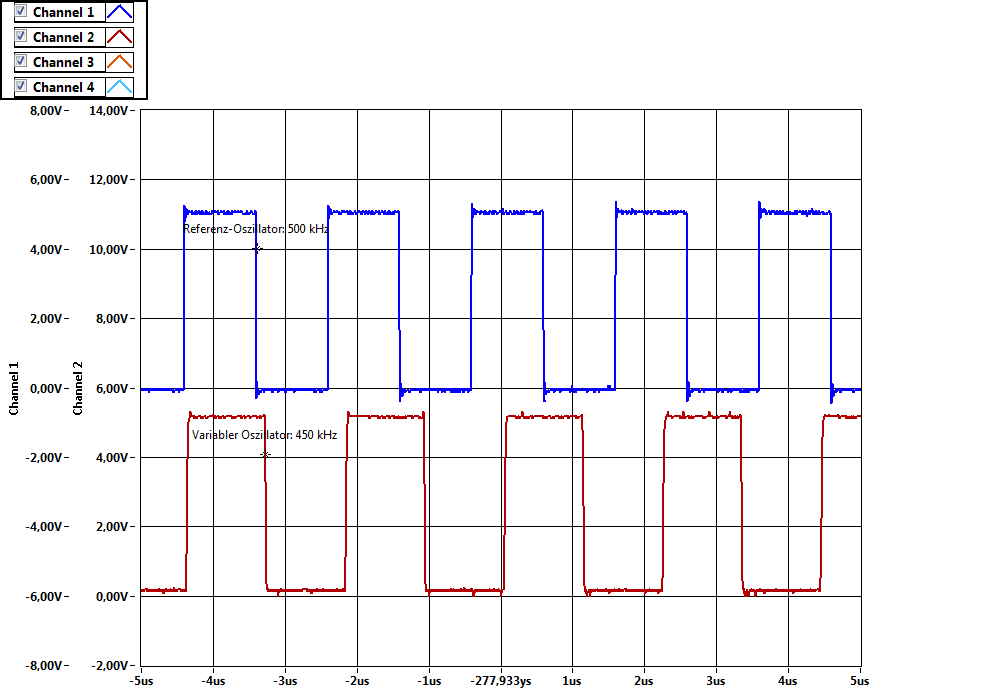 Channel 1
Channel 2
Channel 3
Channel 4
8,00V 14,00V
6,00V 12,00V
Referenz-Oszillator: 500 kHz
4,00V 10,00V
2,00V 8,00V
Channel 1
Channel 2
0,00V 6,00V
Variabler Oszillator: 450 kHz
-2,00V 4,00V
-4,00V 2,00V
-6,00V 0,00V
-8,00V -2,00V
-5us -4us -3us -2us -1us -277,933ys 1us 2us 3us 4us 5us